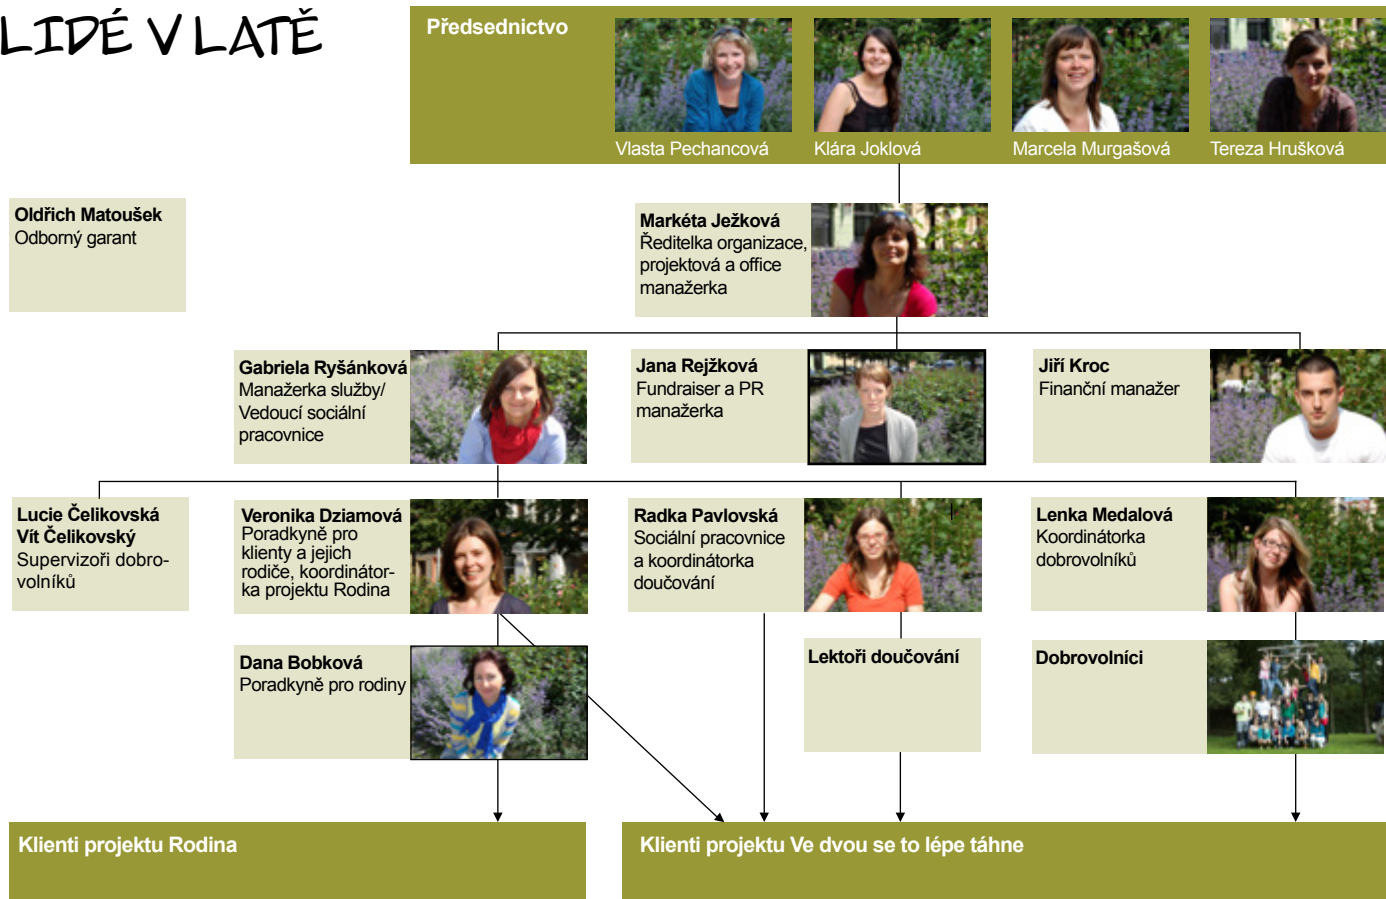 LIDÉ V LATĚ
Předsednictvo
Vlasta Pechancová
Klára Joklová
Marcela Murgašová
Tereza Hrušková
Oldřich Matoušek
Odborný garant
Markéta Ježková
Ředitelka organizace,
projektová a office
manažerka
Gabriela Ryšánková
Manažerka služby/
Vedoucí sociální
pracovnice
Jana Rejžková
Fundraiser a PR
manažerka
Jiří Kroc
Finanční manažer
Lucie Čelikovská
Vít Čelikovský
Supervizoři dobro-
volníků
Veronika Dziamová
Poradkyně pro
klienty a jejich
rodiče, koordinátor-
ka projektu Rodina
Radka Pavlovská
Sociální pracovnice
a koordinátorka
doučování
Lenka Medalová
Koordinátorka
dobrovolníků
Dana Bobková
Poradkyně pro rodiny
Lektoři doučování
Dobrovolníci
Klienti projektu Rodina
Klienti projektu Ve dvou se to lépe táhne